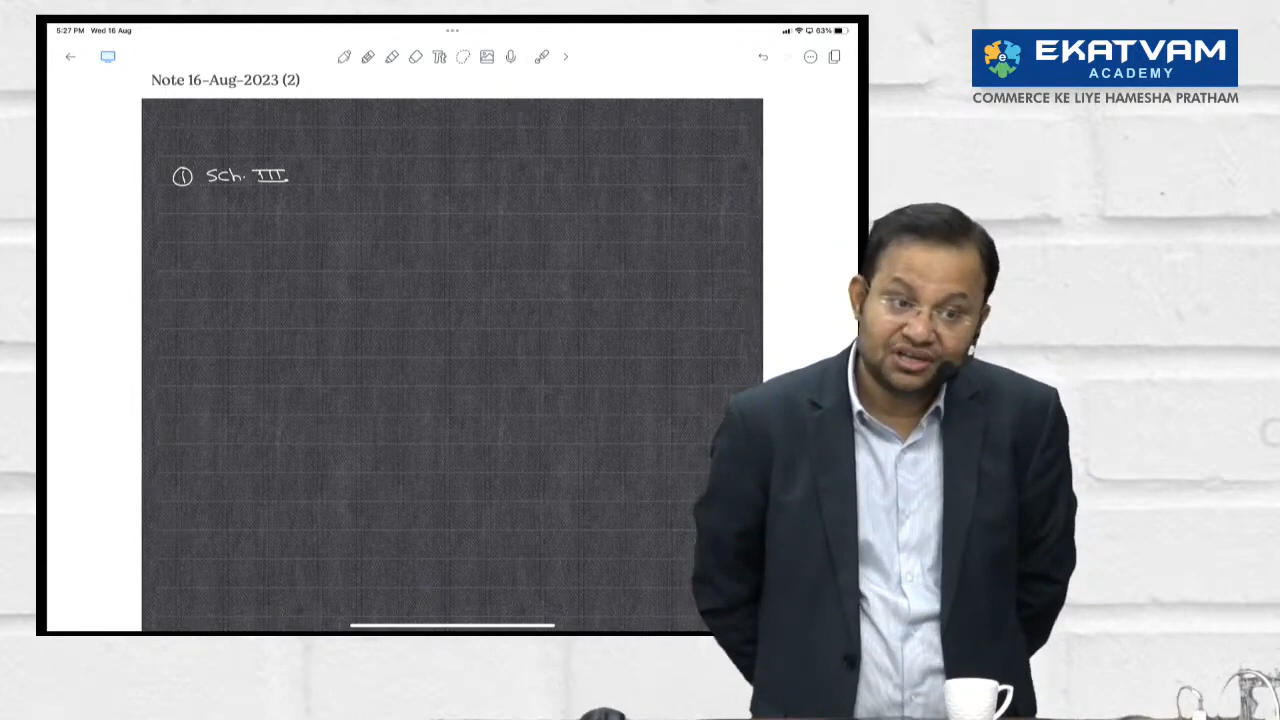 5:27 PM Wed 16 Aug
63%
Note 16-Aug-2023 (2)
① Sch. III
EKATVAM
ACADEMY
COMMERCE KE LIYE HAMESHA PRATHAM